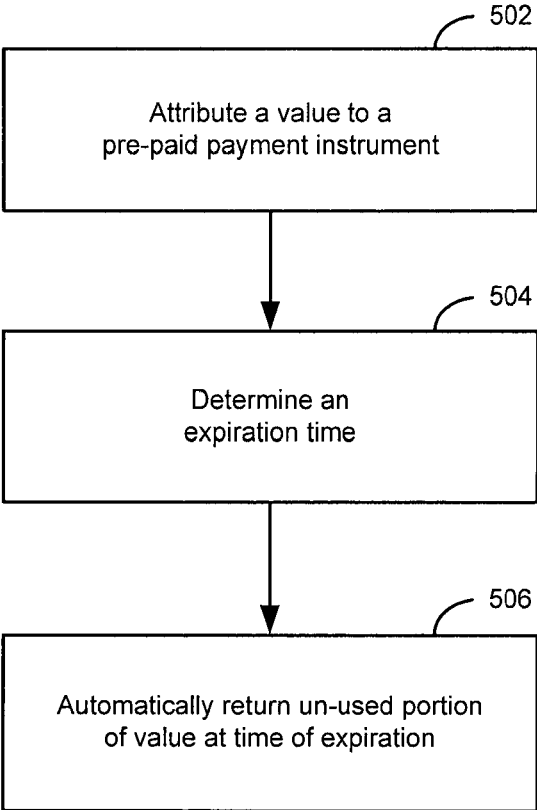 502
Attribute a value to a
pre-paid payment instrument
504
Determine an
expiration time
506
Automatically return un-used portion
of value at time of expiration